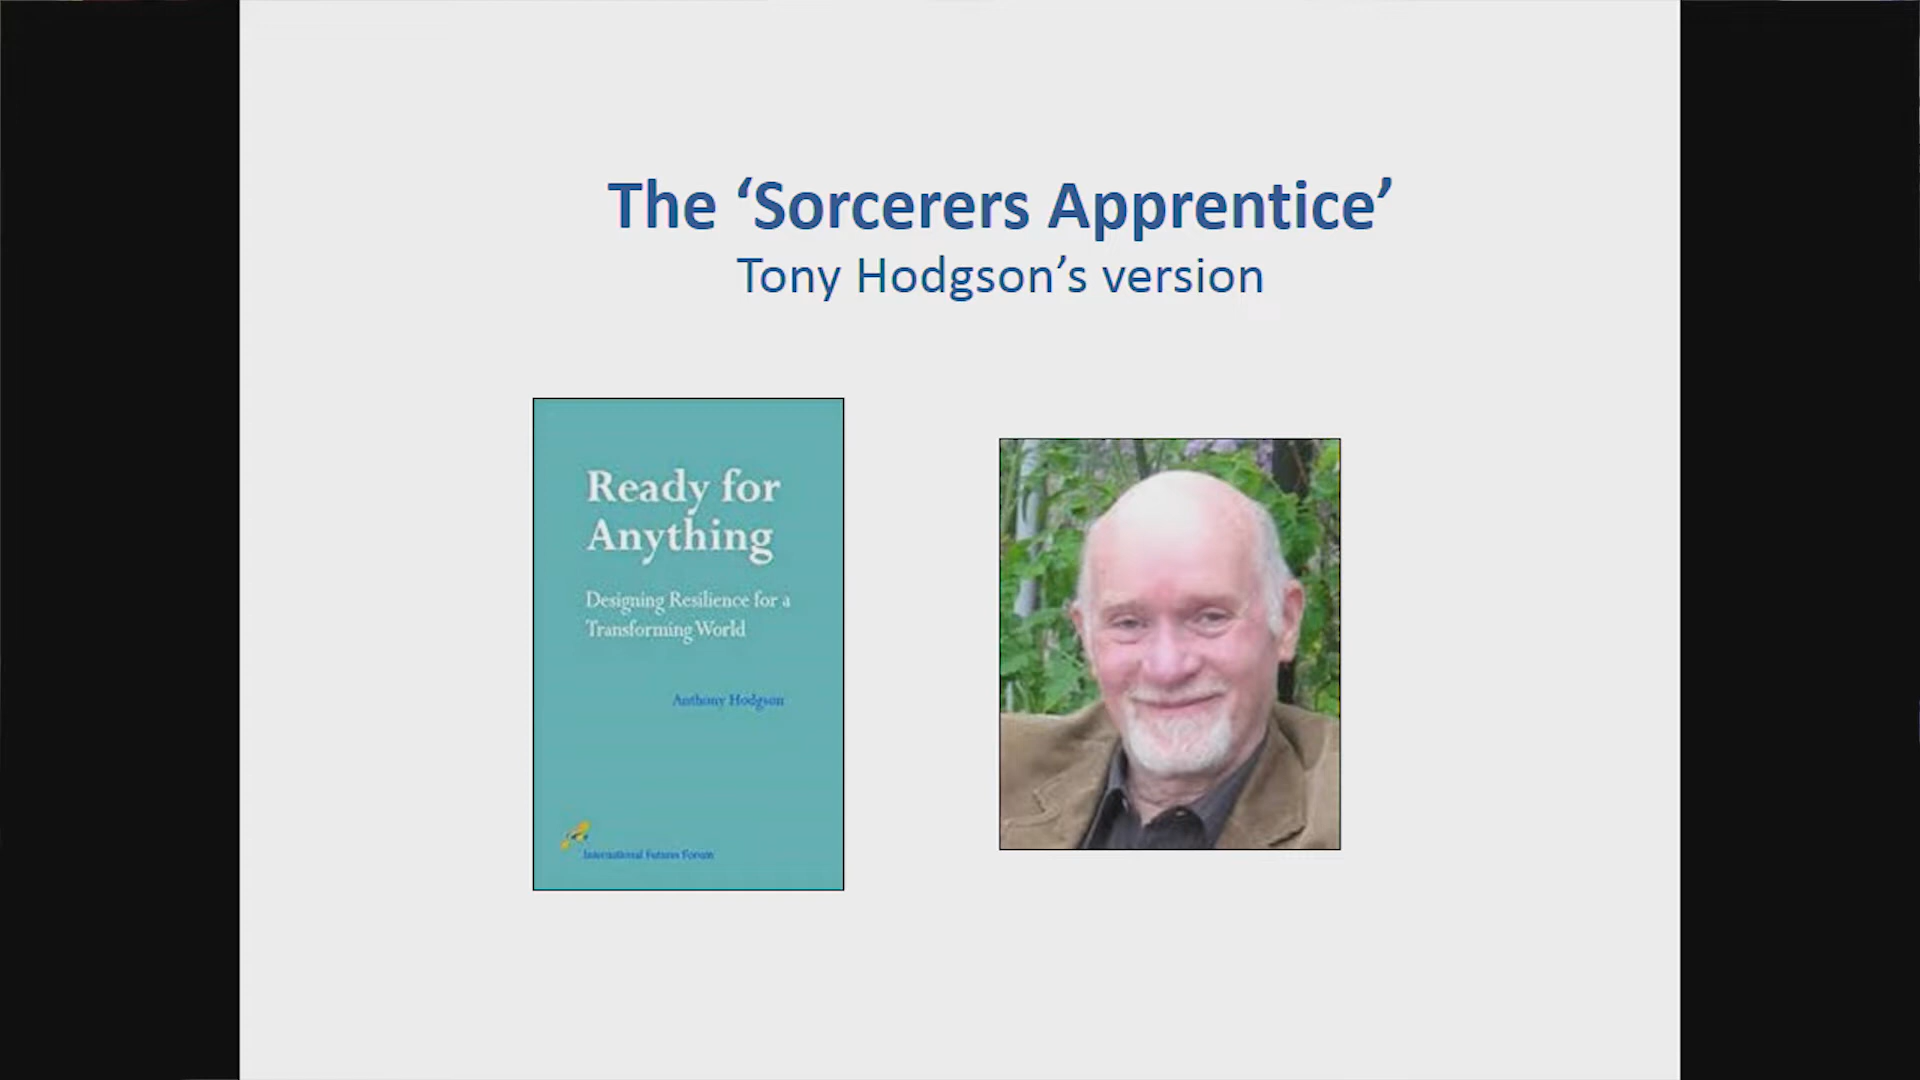 The ‘Sorcerers Apprentice’
Tony Hodgson’s version
Ready for
Anything
Designing Resilience for a
Transforming World
Anthony Hodgson
International Futures Forum